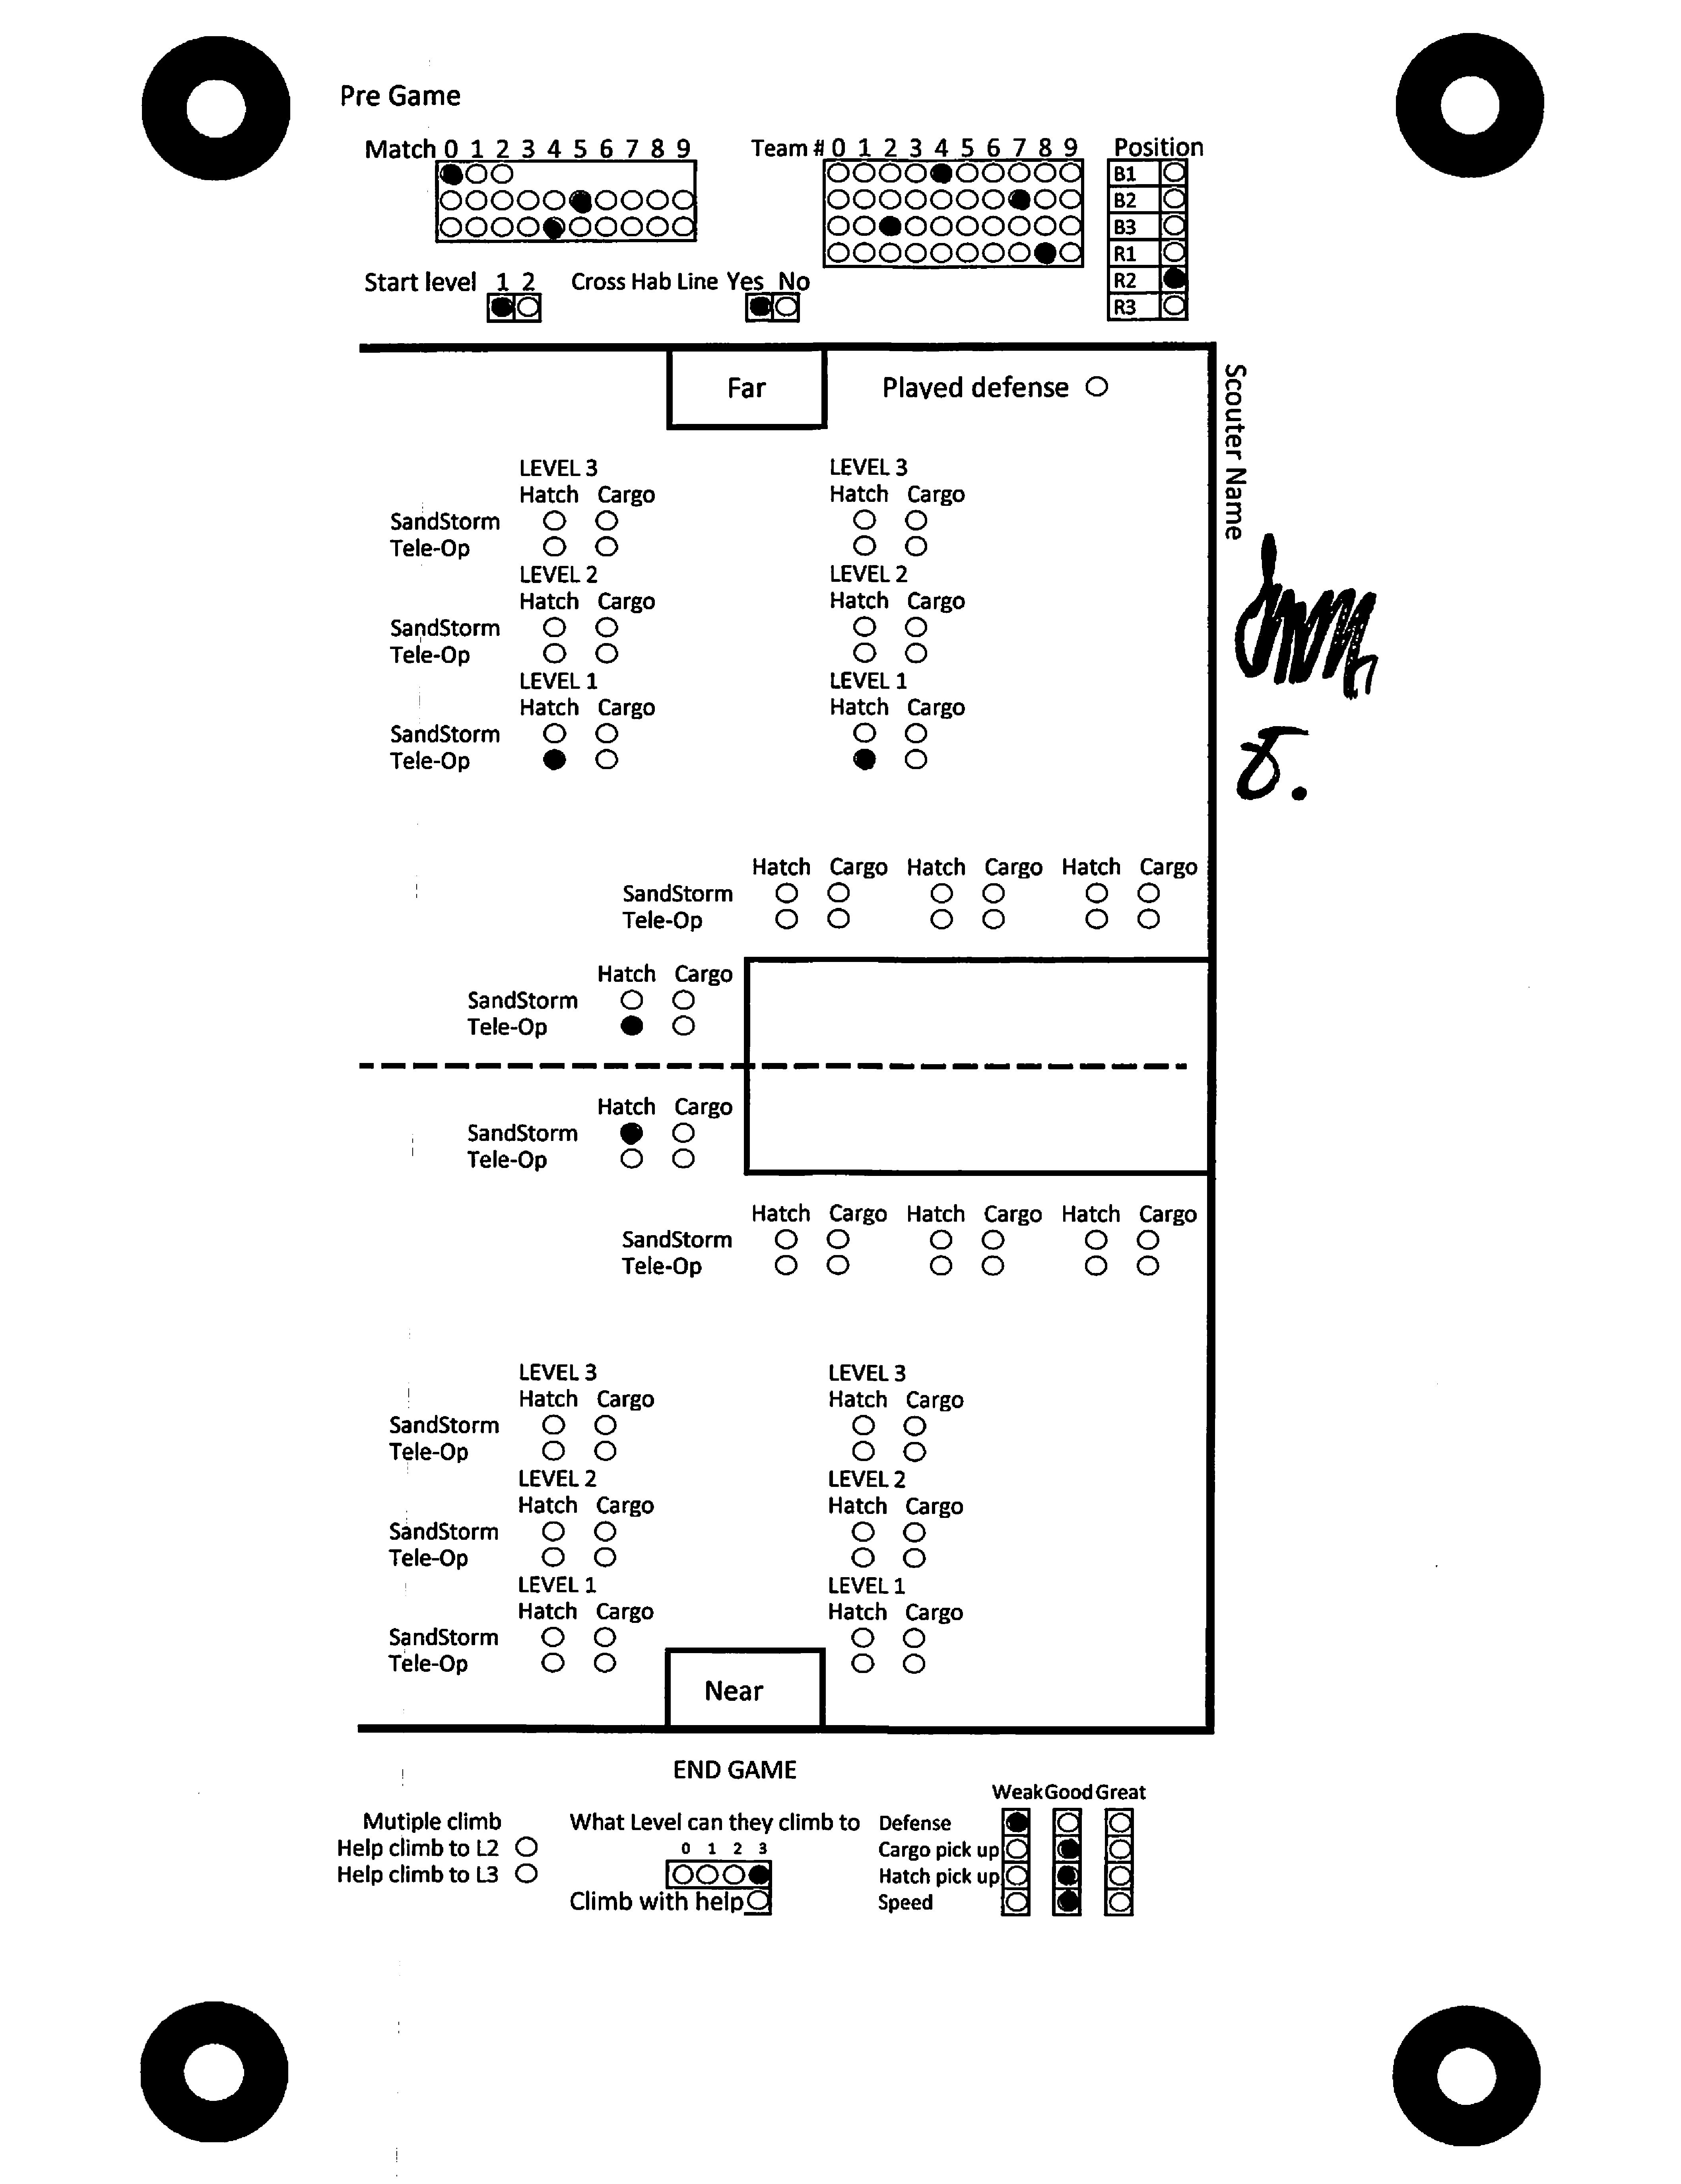 Pre Game
Match 0 1 2 3 4 5 6 7 8 9
Team # 0 1 2 3 4 5 6 7 8 9
Position
B1
B2
B3
R1
R2
R3
Start level 1 2
Cross Hab Line Yes No
Far
Played defense
Scouter Name
LEVEL 3 LEVEL 3
Hatch Cargo Hatch Cargo
SandStorm
Tele-Op
LEVEL 2 LEVEL 2
Hatch Cargo Hatch Cargo
SandStorm
Tele-Op
LEVEL 1 LEVEL 1
Hatch Cargo Hatch Cargo
SandStorm
Tele-Op
Hatch Cargo Hatch Cargo Hatch Cargo
SandStorm
Tele-Op
Hatch Cargo
SandStorm
Tele-Op
Hatch Cargo
SandStorm
Tele-Op
Hatch Cargo Hatch Cargo Hatch Cargo
SandStorm
Tele-Op
LEVEL 3 LEVEL 3
Hatch Cargo Hatch Cargo
SandStorm
Tele-Op
LEVEL 2 LEVEL 2
Hatch Cargo Hatch Cargo
SandStorm
Tele-Op
LEVEL 1 LEVEL 1
Hatch Cargo Hatch Cargo
SandStorm
Tele-Op
Near
END GAME
Mutiple climb
Help climb to L2
Help climb to L3
What Level can they climb to
0 1 2 3
Climb with help
Weak Good Great
Defense
Cargo pick up
Hatch pick up
Speed